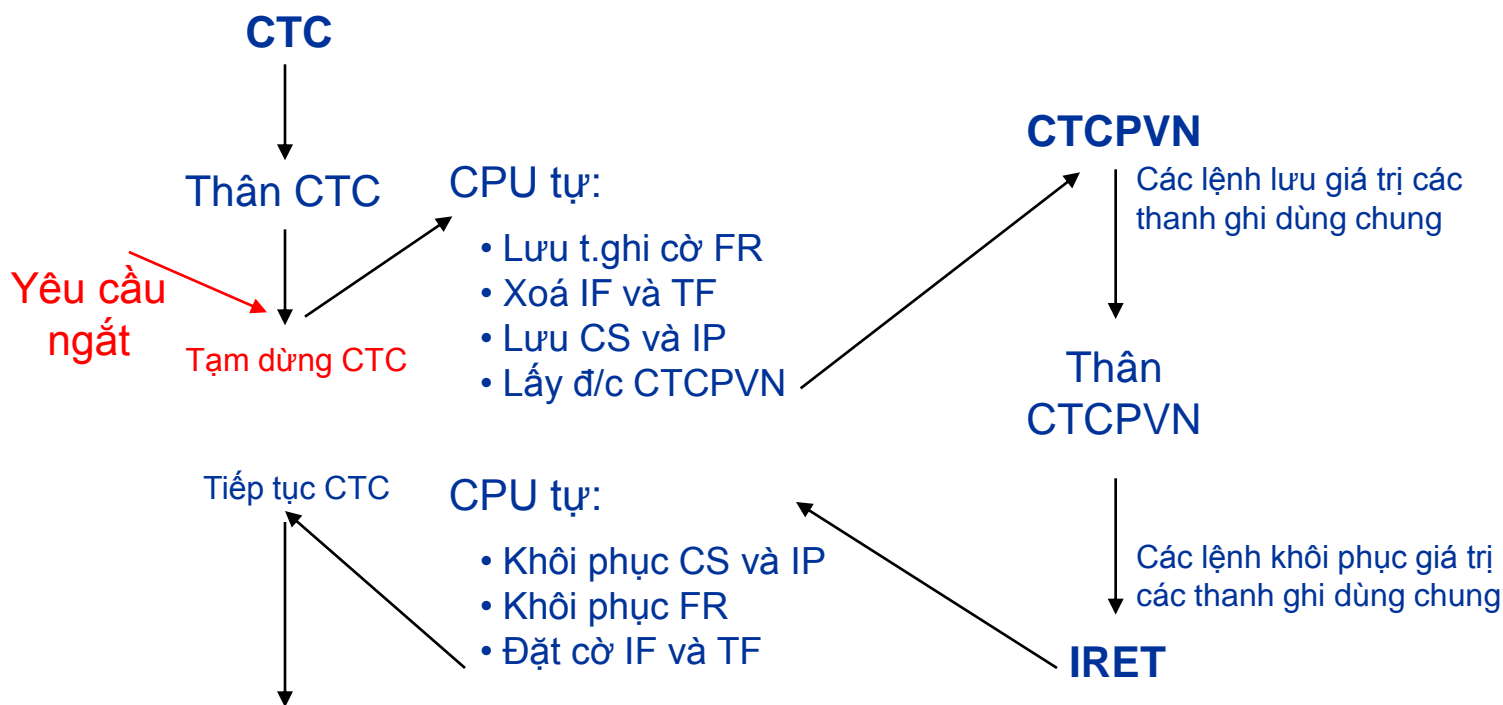 CTC
Thân CTC
Yêu cầu
ngắt
Tạm dừng CTC
CPU tự:
• Lưu t.ghi cờ FR
• Xoá IF và TF
• Lưu CS và IP
• Lấy đ/c CTCPVN
CTCPVN
Các lệnh lưu giá trị các
thanh ghi dùng chung
Thân
CTCPVN
Các lệnh khôi phục giá trị
các thanh ghi dùng chung
IRET
CPU tự:
• Khôi phục CS và IP
• Khôi phục FR
• Đặt cờ IF và TF
Tiếp tục CTC